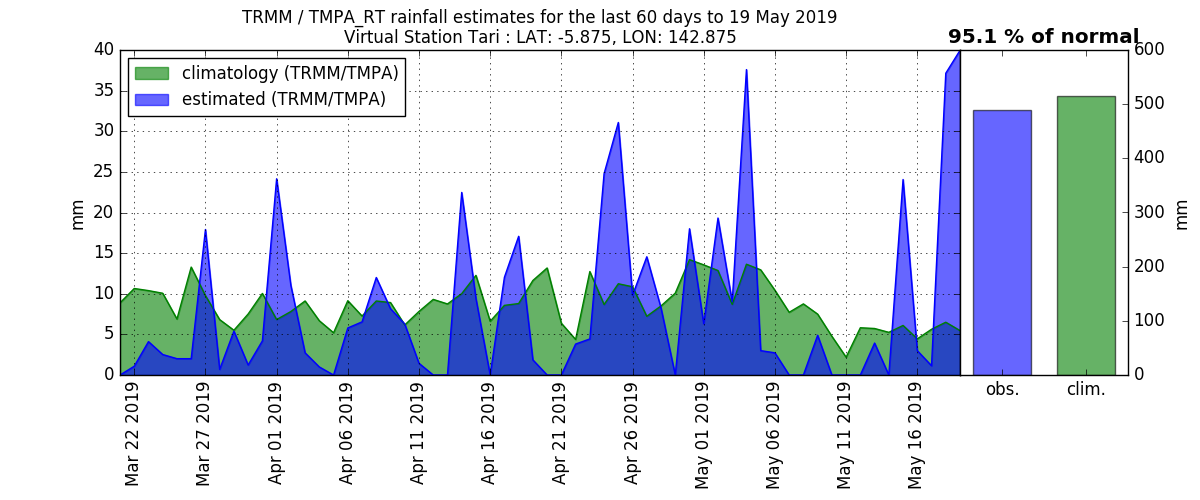 TRMM / TMPA_RT rainfall estimates for the last 60 days to 19 May 2019
Virtual Station Tari : LAT: -5.875, LON: 142.875
95.1 % of normal
climatology (TRMM/TMPA)
estimated (TRMM/TMPA)
40
35
30
25
20
15
10
5
0
mm
600
500
400
300
200
100
0
mm
Mar 22 2019
Mar 27 2019
Apr 01 2019
Apr 06 2019
Apr 11 2019
Apr 16 2019
Apr 21 2019
Apr 26 2019
May 01 2019
May 06 2019
May 11 2019
May 16 2019
obs.
clim.